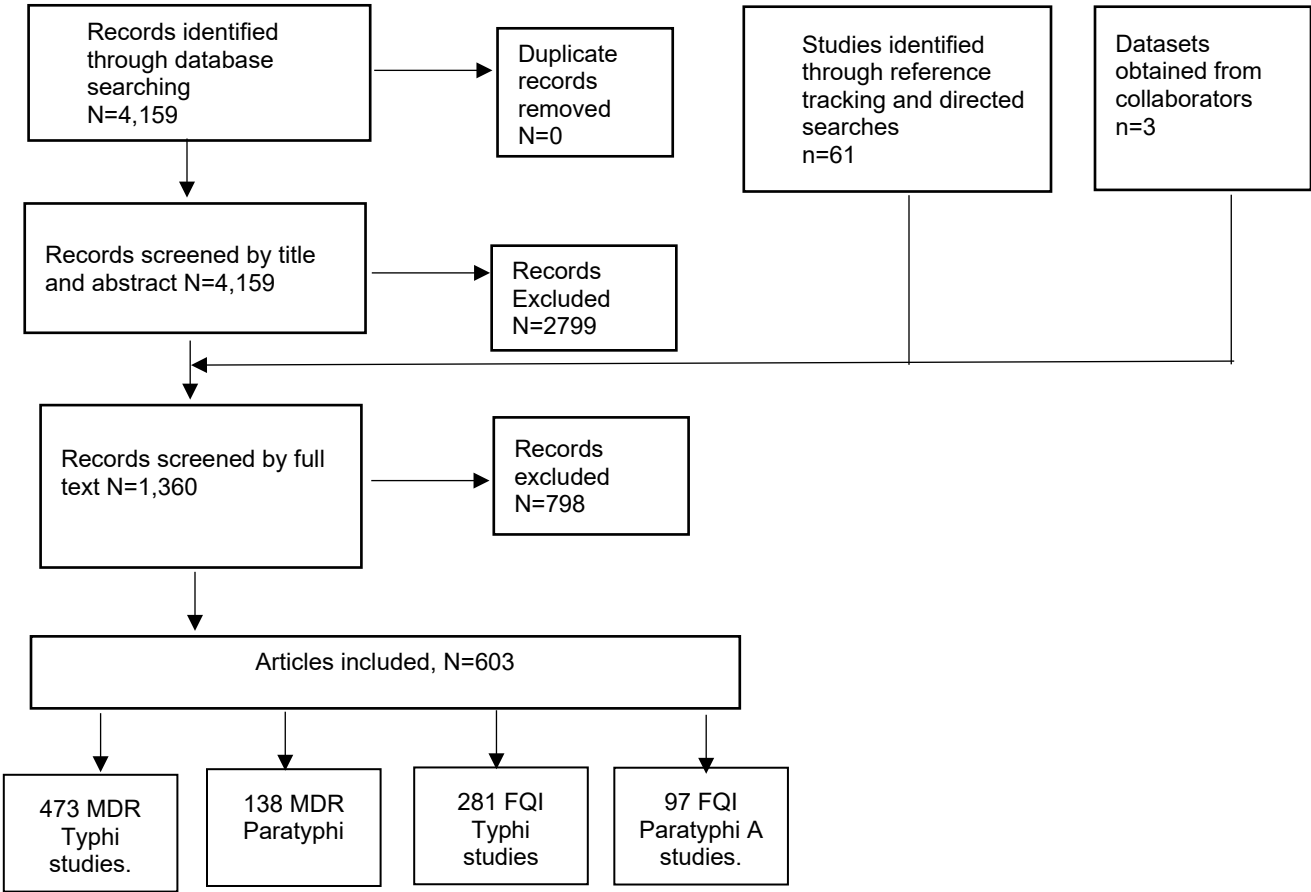 Records identified
through database
searching
N=4,159
Duplicate
records
removed
N=0
Studies identified
through reference
tracking and directed
searches
n=61
Datasets
obtained from
collaborators
n=3
Records screened by title
and abstract N=4,159
Records
Excluded
N=2799
Records screened by full
text N=1,360
Records
excluded
N=798
Articles included, N=603
473 MDR
Typhi
studies.
138 MDR
Paratyphi
281 FQI
Typhi
studies
97 FQI
Paratyphi A
studies.